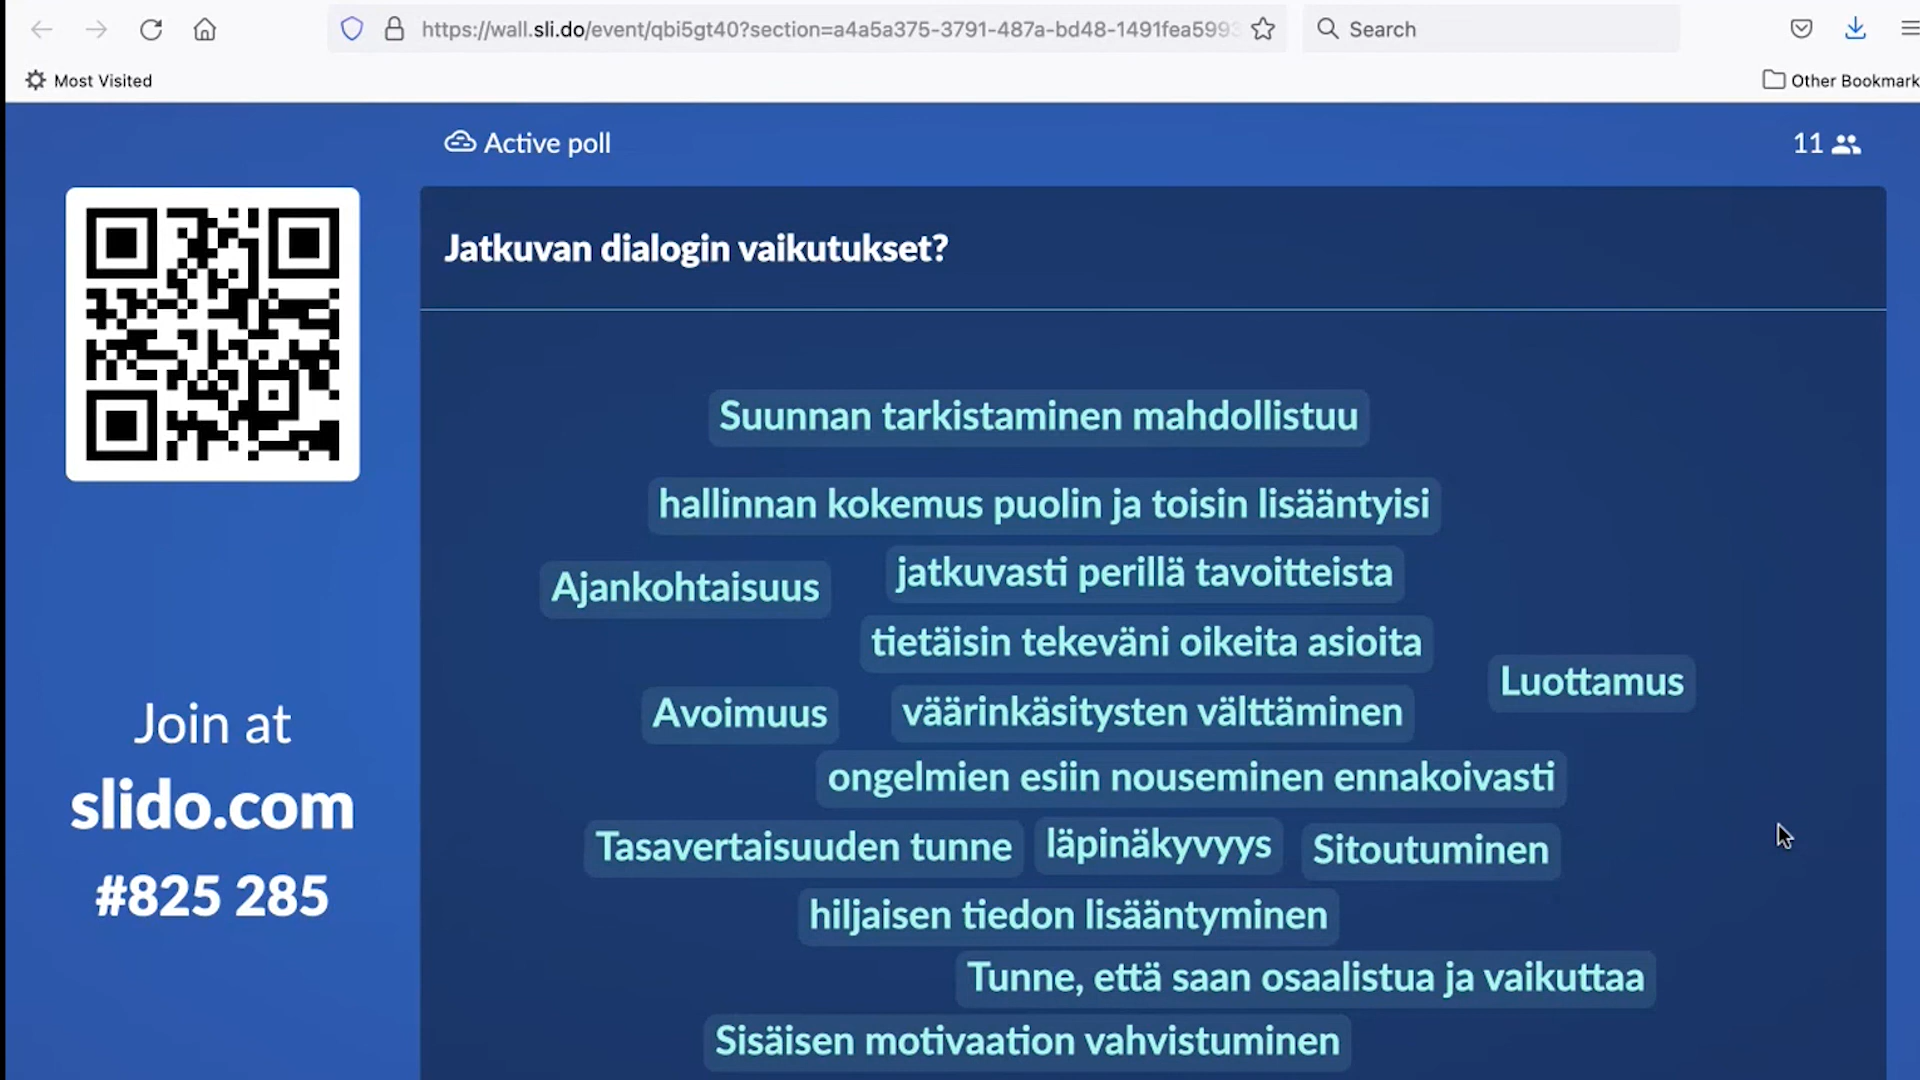 https://wall.sli.do/event/qbi5gt40?section=a4a5a375-3791-487a-bd48-1491fea5993
Search
Most Visited
Other Bookmark
Active poll
11
Jatkuvan dialogin vaikutukset?
Suunnan tarkistaminen mahdollistuu
hallinnan kokemus puolin ja toisin lisääntyisi
Ajankohtaisuus
jatkuvasti perillä tavoitteista
tietäisin tekeväni oikeita asioita
Luottamus
Avoimuus
väärinkäsitysten välttäminen
ongelmien esiin nouseminen ennakoivasti
Tasavertaisuuden tunne
läpinäkyvyys
Sitoutuminen
hiljaisen tiedon lisääntyminen
Tunne, että saan osaalistua ja vaikuttaa
Sisäisen motivaation vahvistuminen
Join at
slido.com
#825 285